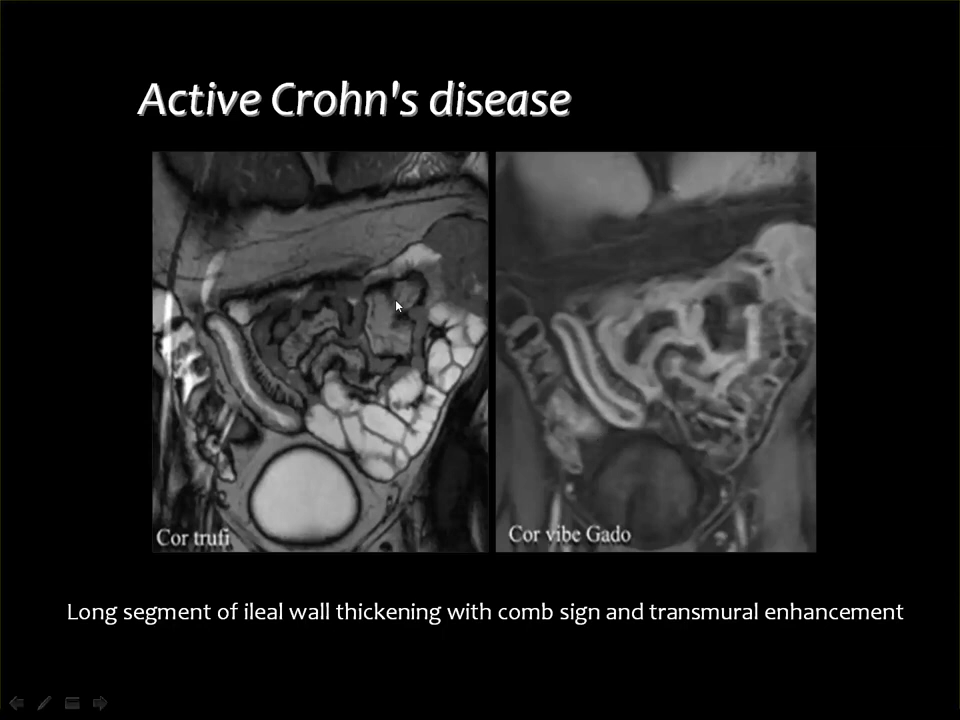 Active Crohn's disease
Cor trufi
Cor vibe Gado
Long segment of ileal wall thickening with comb sign and transmural enhancement